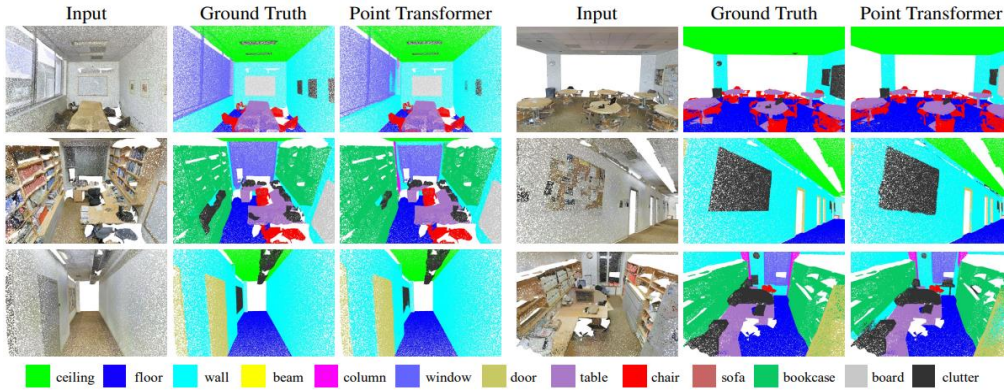 Input Ground Truth Point Transformer Input Ground Truth Point Transformer
ceiling floor wall beam column window door table chair sofa bookcase board clutter